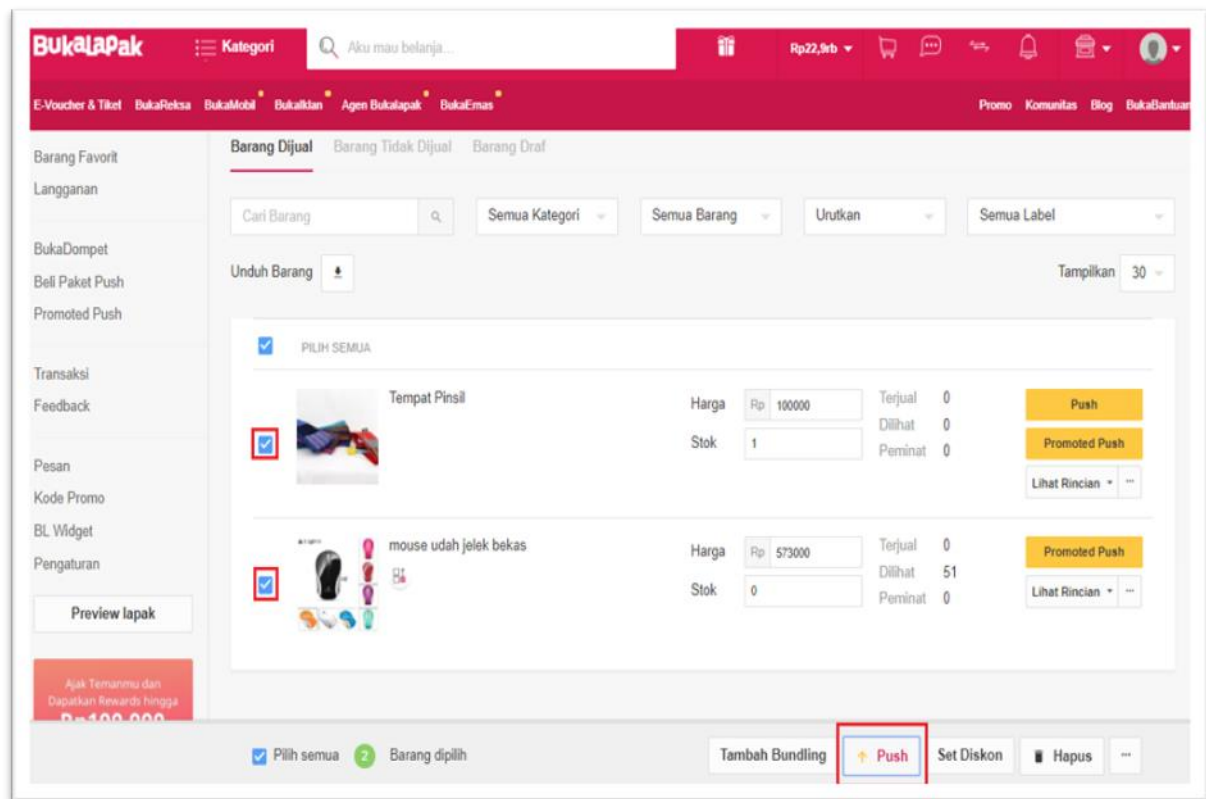 BukaLaPak Kategori Aku mau belanja... Rp22,9rb
E-Voucher & Tiket BukaReksa BukaMobil BukaIklan Agen Bukalapak BukaEmas Promo Komunitas Blog BukaBantuan
Barang Favorit
Langganan
BukaDompet
Beli Paket Push
Promoted Push
Transaksi
Feedback
Pesan
Kode Promo
BL Widget
Pengaturan
Preview lapak
Ajak Temanmu dan
Dapatkan Rewards hingga
Rp100.000
Barang Dijual Barang Tidak Dijual Barang Draf
Cari Barang Semua Kategori Semua Barang Urutkan Semua Label
Unduh Barang Tampilkan 30
PILIH SEMUA
Tempat Pinsil
Harga Rp 100000
Stok 1
Terjual 0
Dilihat 0
Peminat 0
Push
Promoted Push
Lihat Rincian ...
mouse udah jelek bekas
Harga Rp 573000
Stok 0
Terjual 0
Dilihat 51
Peminat 0
Promoted Push
Lihat Rincian ...
Pilih semua 2 Barang dipilih Tambah Bundling Push Set Diskon Hapus ...